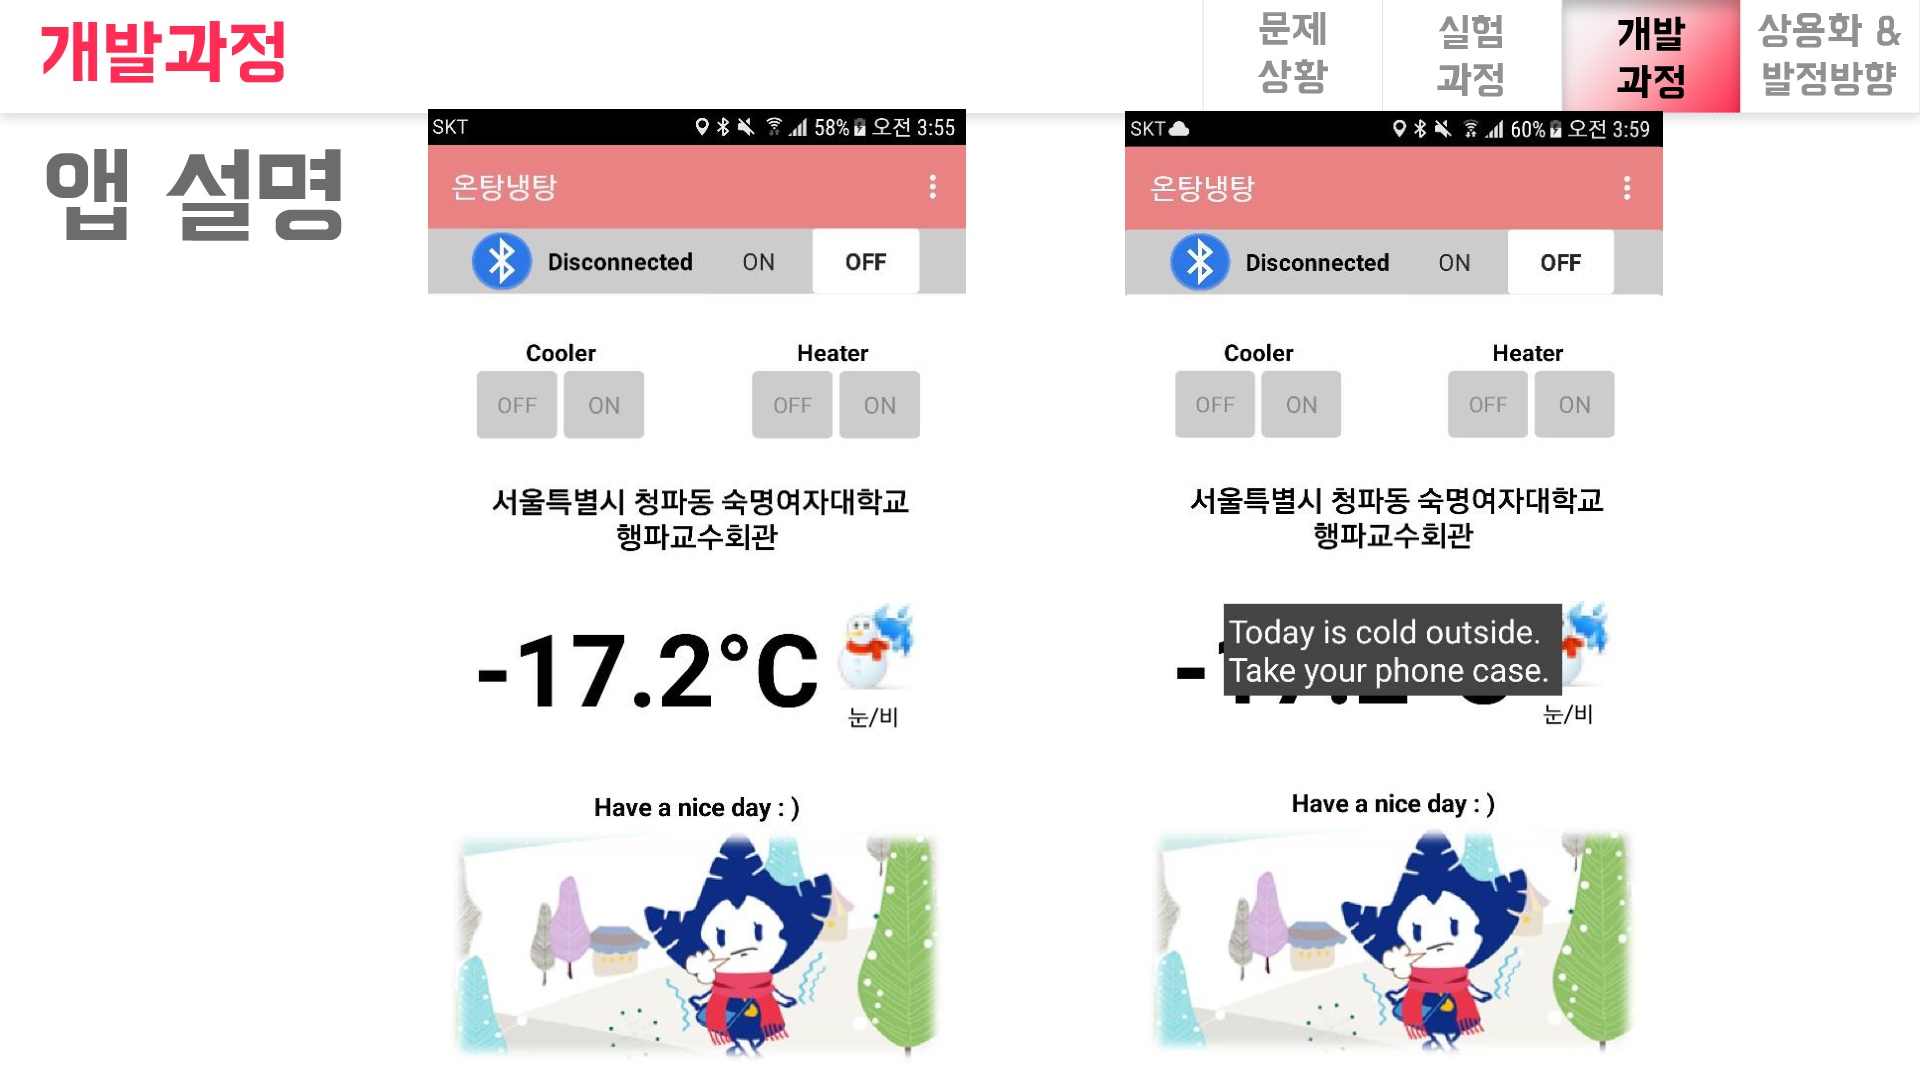 개발과정
문제
상황
실험
과정
개발
과정
상용화 &
발정방향
앱 설명
SKT 58% 오전 3:55
온탕냉탕
Disconnected ON OFF
Cooler Heater
OFF ON OFF ON
서울특별시 청파동 숙명여자대학교
행파교수회관
-17.2°C
눈/비
Have a nice day : )
SKT 60% 오전 3:59
온탕냉탕
Disconnected ON OFF
Cooler Heater
OFF ON OFF ON
서울특별시 청파동 숙명여자대학교
행파교수회관
Today is cold outside.
Take your phone case.
눈/비
Have a nice day : )